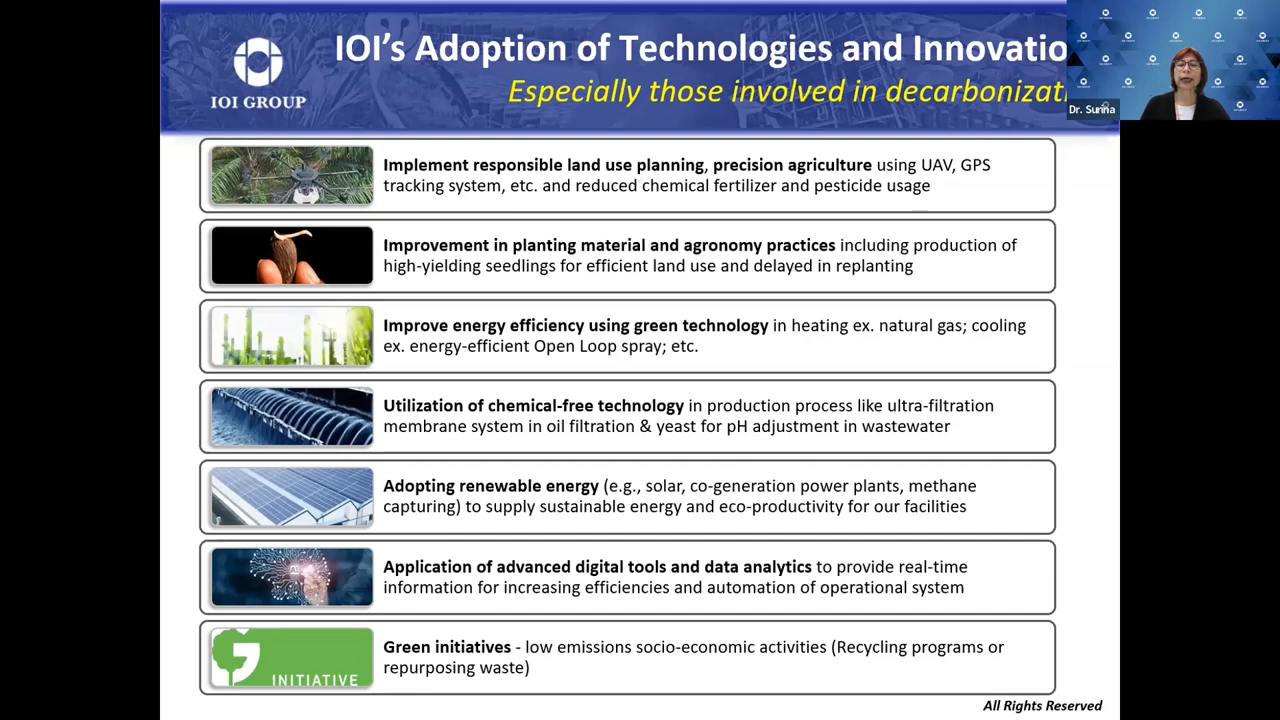 IOI's Adoption of Technologies and Innovatio
Especially those involved in decarbonizat
IOI GROUP
Dr. Surina
Implement responsible land use planning, precision agriculture using UAV, GPS
tracking system, etc. and reduced chemical fertilizer and pesticide usage
Improvement in planting material and agronomy practices including production of
high-yielding seedlings for efficient land use and delayed in replanting
Improve energy efficiency using green technology in heating ex. natural gas; cooling
ex. energy-efficient Open Loop spray; etc.
Utilization of chemical-free technology in production process like ultra-filtration
membrane system in oil filtration & yeast for pH adjustment in wastewater
Adopting renewable energy (e.g., solar, co-generation power plants, methane
capturing) to supply sustainable energy and eco-productivity for our facilities
Application of advanced digital tools and data analytics to provide real-time
information for increasing efficiencies and automation of operational system
Green initiatives - low emissions socio-economic activities (Recycling programs or
repurposing waste)
INITIATIVE
All Rights Reserved